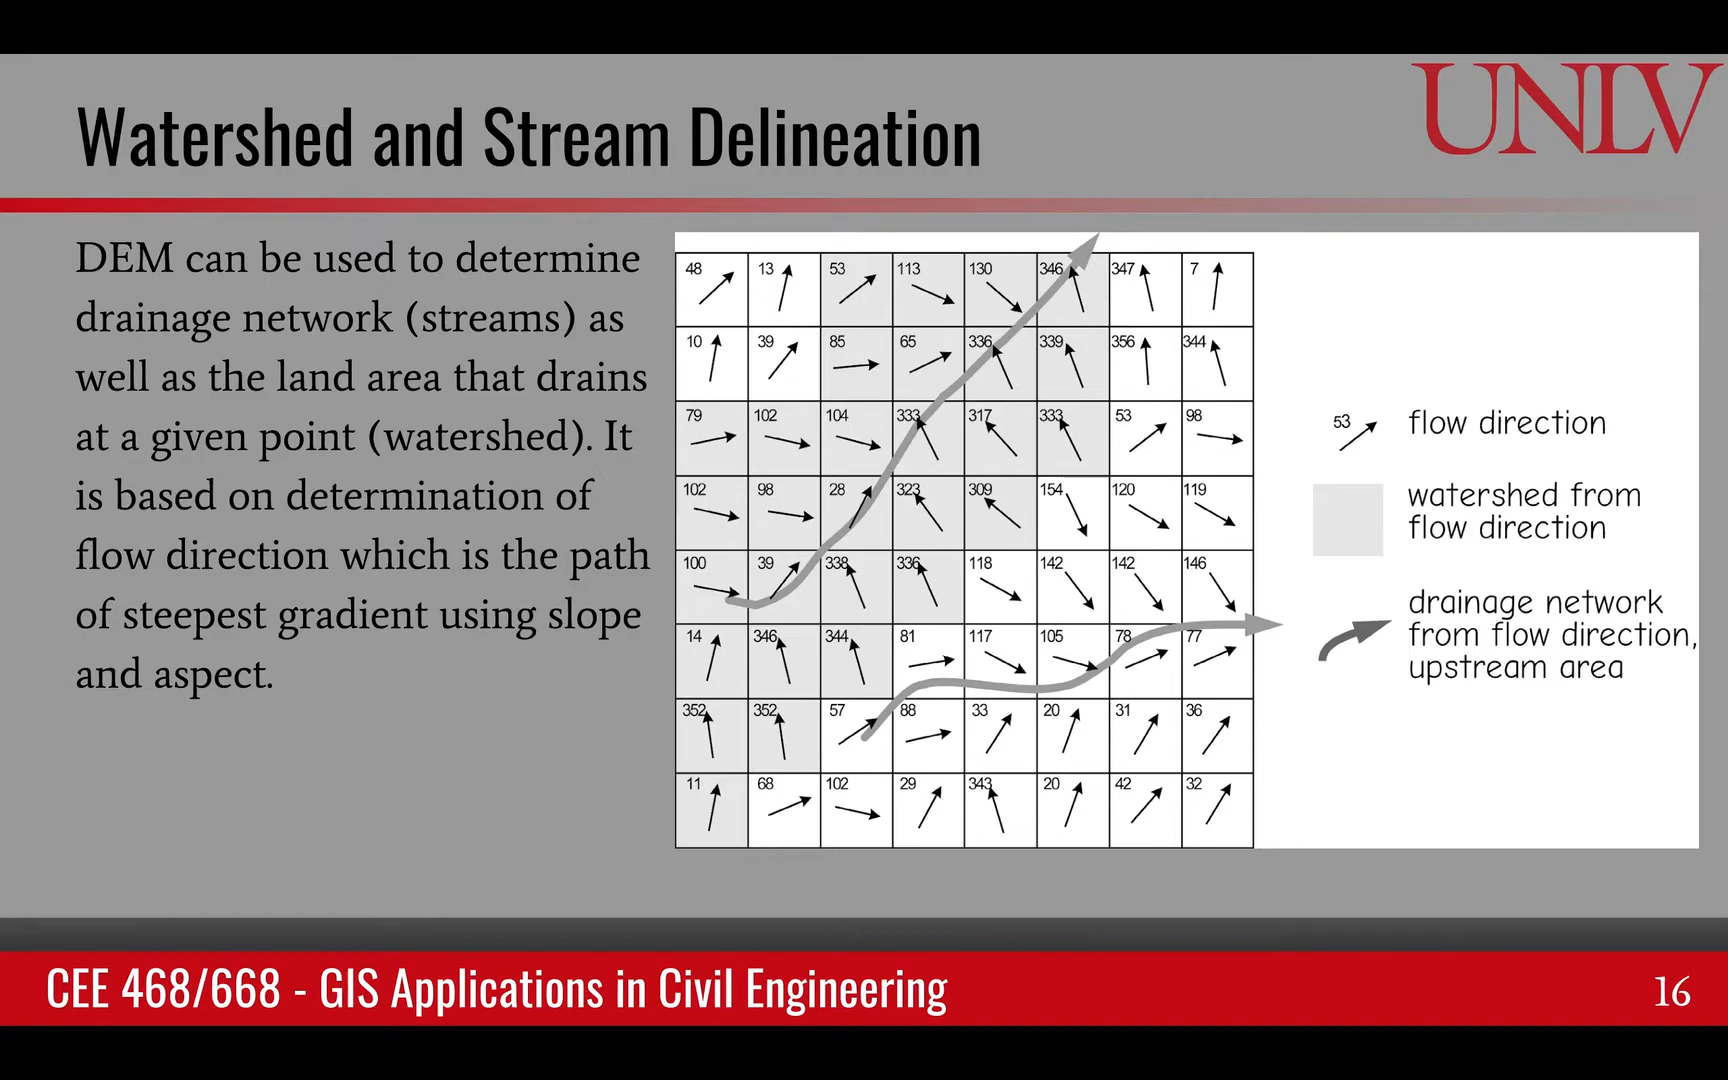 UNLV
Watershed and Stream Delineation
DEM can be used to determine
drainage network (streams) as
well as the land area that drains
at a given point (watershed). It
is based on determination of
flow direction which is the path
of steepest gradient using slope
and aspect.
48 13 53 113 130 346 347 7
10 39 85 65 336 339 356 344
79 102 104 333 317 333 53 98
102 98 28 323 309 154 120 119
100 39 338 336 118 142 142 146
14 346 344 81 117 105 78 77
352 352 57 88 33 20 31 36
11 68 102 29 343 20 42 32
53 flow direction
watershed from
flow direction
drainage network
from flow direction,
upstream area
CEE 468/668 - GIS Applications in Civil Engineering
16